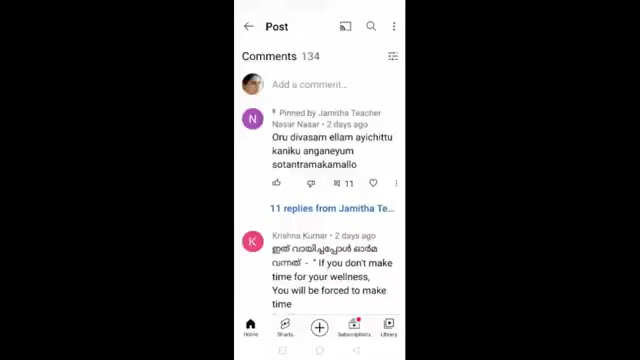 Post
Comments 134
Add a comment...
Pinned by Jamitha Teacher
Nasar Nasar • 2 days ago
Oru divasam ellam ayichittu
kaniku anganeyum
sotantramakamallo
11
11 replies from Jamitha Te...
Krishna Kumar • 2 days ago
ഇത് വായിച്ചപ്പോൾ ഓർമ
വന്നത് - " If you don't make
time for your wellness,
You will be forced to make
time
Home
Shorts
Subscriptions
Library
N
K